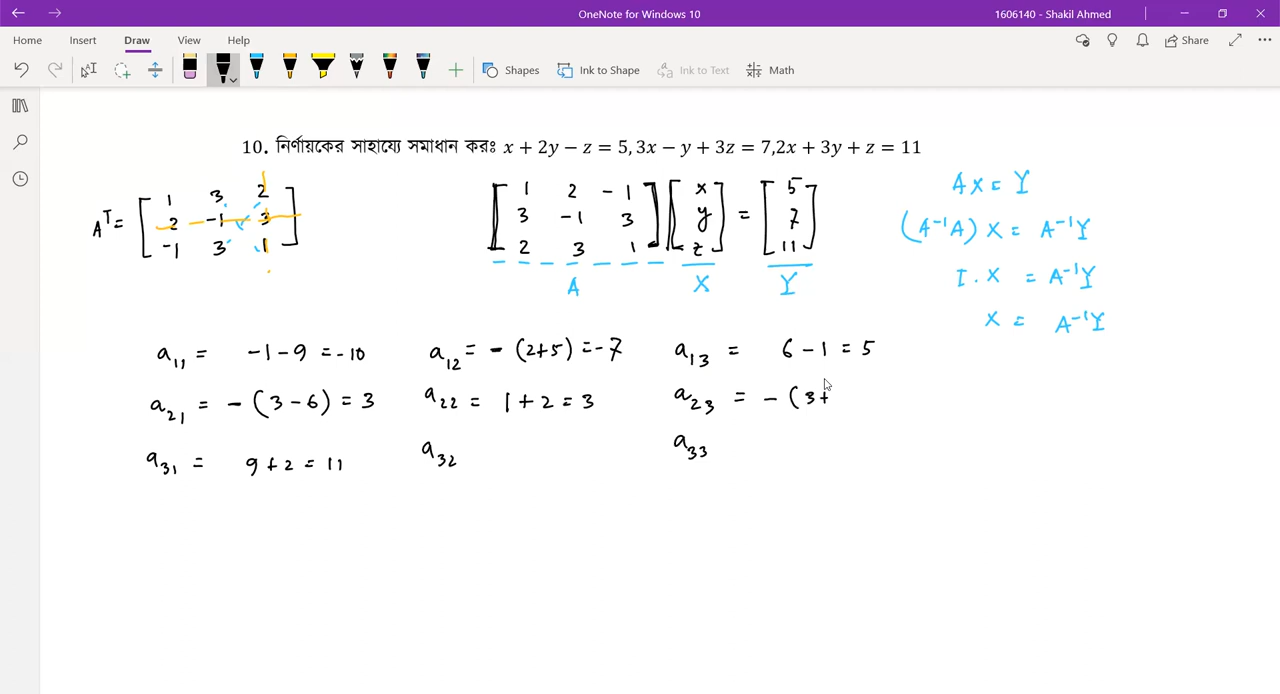 OneNote for Windows 10
1606140 - Shakil Ahmed
Home Insert Draw View Help
Share
Shapes Ink to Shape Ink to Text Math
10. নির্ণায়কের সাহায্যে সমাধান করঃ x + 2y − z = 5, 3x − y + 3z = 7,2x + 3y + z = 11
A^T = [ 1 3 2
2 -1 3
-1 3 1 ]
[ 1 2 -1
3 -1 3
2 3 1 ] [ x
y
z ] = [ 5
7
11 ]
A X Y
AX = Y
(A^-1 A) X = A^-1 Y
I . X = A^-1 Y
X = A^-1 Y
a11 = -1 - 9 = -10 a12 = - (2+5) = -7 a13 = 6 - 1 = 5
a21 = - (3 - 6) = 3 a22 = 1 + 2 = 3 a23 = - (3+
a31 = 9 + 2 = 11 a32 a33